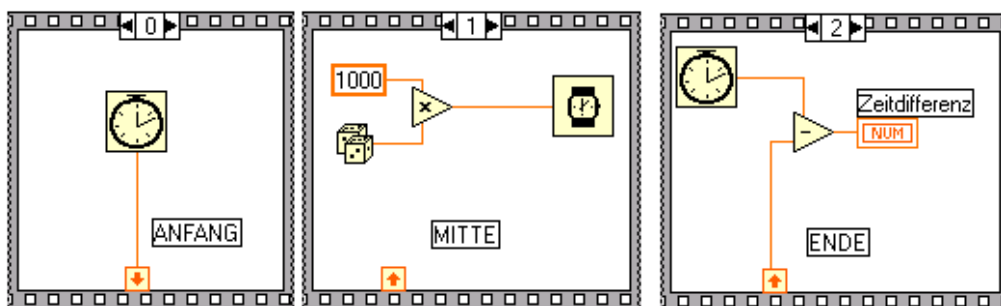 0
ANFANG
1
1000
MITTE
2
Zeitdifferenz
NUM
ENDE